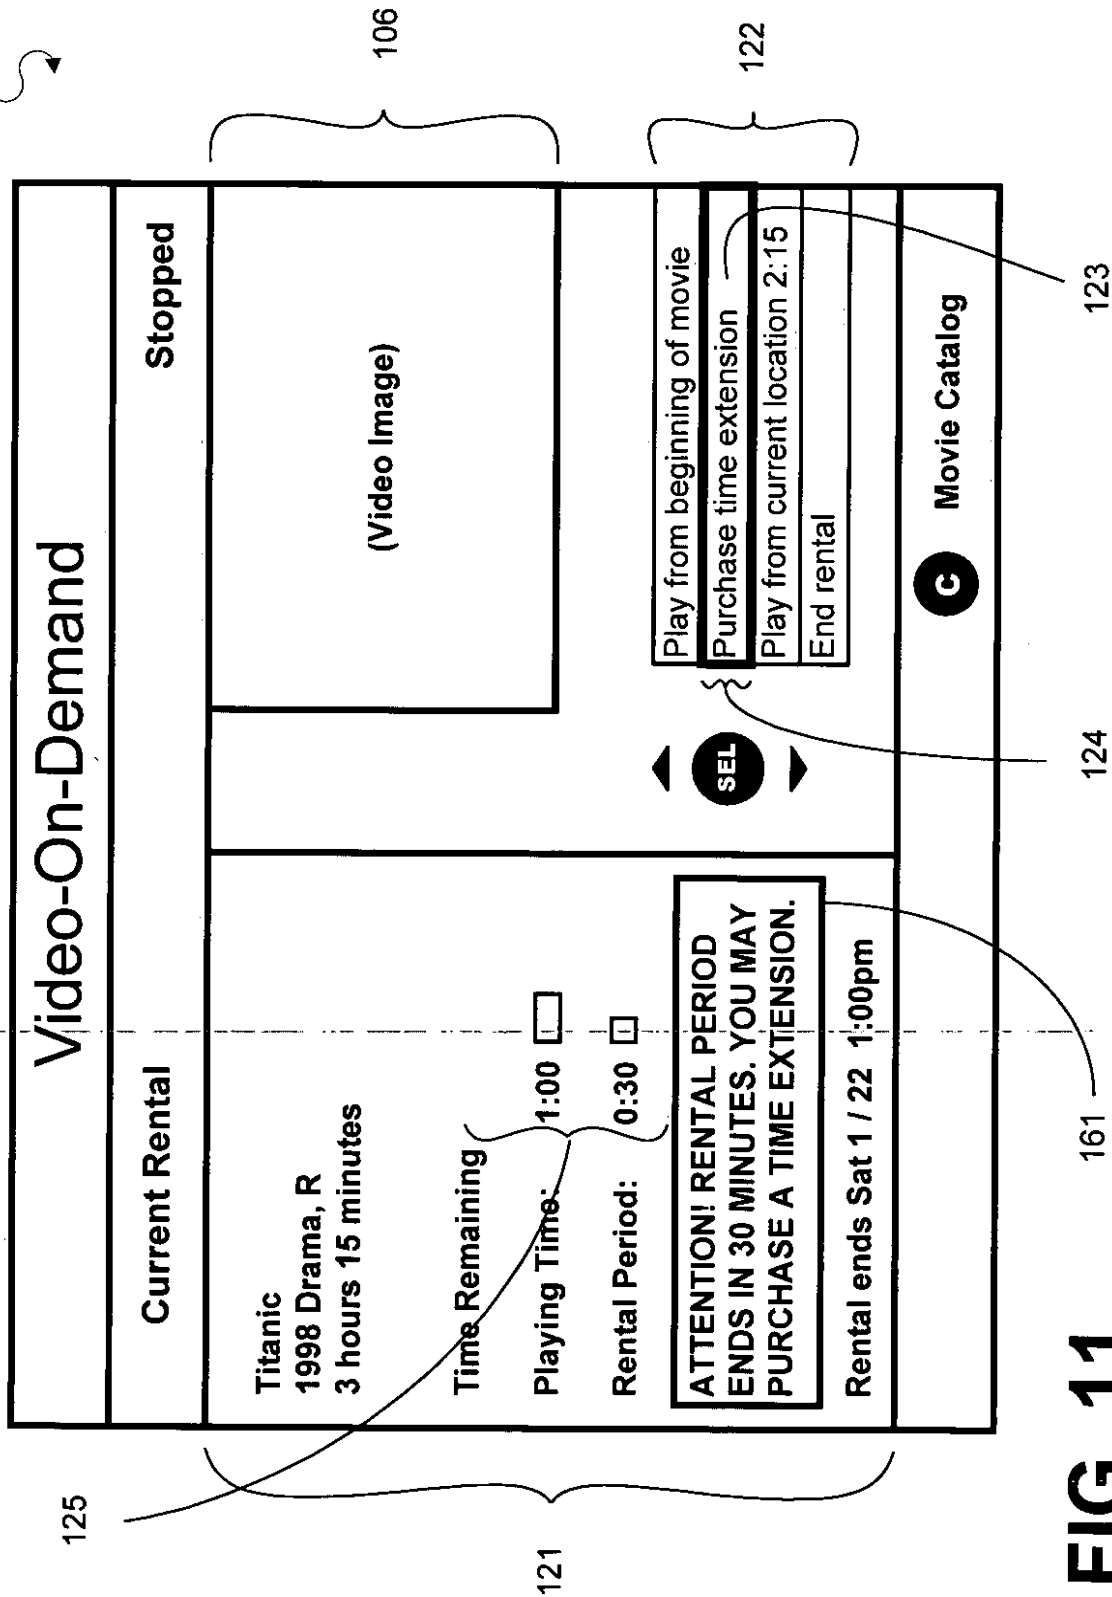 Video-On-Demand
Current Rental
Stopped
Titanic
1998 Drama, R
3 hours 15 minutes
Time Remaining
Playing Time: 1:00
Rental Period: 0:30
ATTENTION! RENTAL PERIOD
ENDS IN 30 MINUTES. YOU MAY
PURCHASE A TIME EXTENSION.
Rental ends Sat 1 / 22 1:00pm
(Video Image)
SEL
Play from beginning of movie
Purchase time extension
Play from current location 2:15
End rental
C Movie Catalog
125
121
106
122
123
124
161
FIG 11